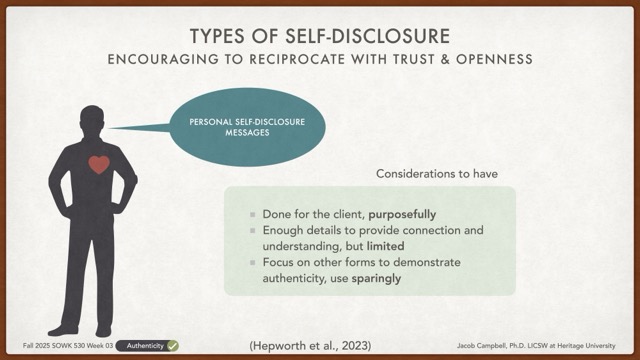 TYPES OF SELF-DISCLOSURE
ENCOURAGING TO RECIPROCATE WITH TRUST & OPENNESS
PERSONAL SELF-DISCLOSURE
MESSAGES
Considerations to have
Done for the client, purposefully
Enough details to provide connection and
understanding, but limited
Focus on other forms to demonstrate
authenticity, use sparingly
Fall 2025 SOWK 530 Week 03
Authenticity
(Hepworth et al., 2023)
Jacob Campbell, Ph.D. LICSW at Heritage University